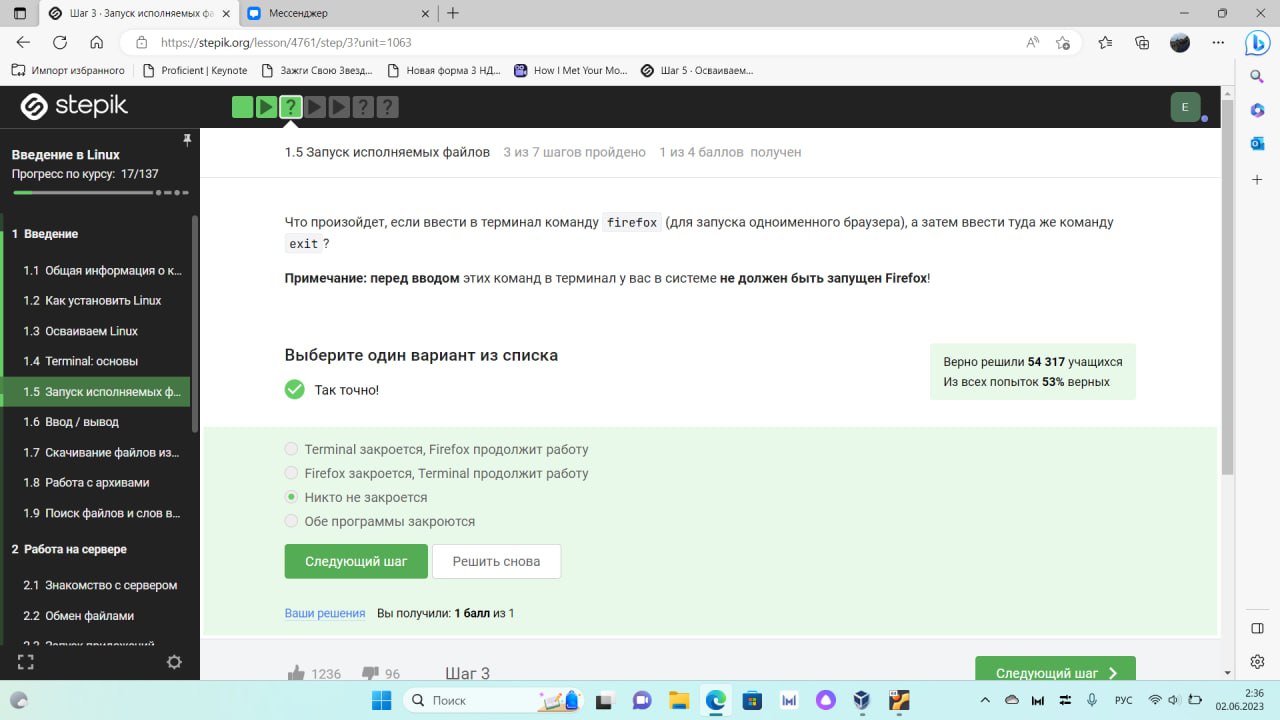 Шаг 3 · Запуск исполняемых фа
Мессенджер
https://stepik.org/lesson/4761/step/3?unit=1063
Импорт избранного
Proficient | Keynote
Зажги Свою Звезд...
Новая форма 3 НД...
How I Met Your Mo...
Шаг 5 · Осваиваем...
stepik
E
Введение в Linux
Прогресс по курсу: 17/137
1 Введение
1.1 Общая информация о к...
1.2 Как установить Linux
1.3 Осваиваем Linux
1.4 Terminal: основы
1.5 Запуск исполняемых ф...
1.6 Ввод / вывод
1.7 Скачивание файлов из...
1.8 Работа с архивами
1.9 Поиск файлов и слов в...
2 Работа на сервере
2.1 Знакомство с сервером
2.2 Обмен файлами
2.3 Запуск приложений
1.5 Запуск исполняемых файлов 3 из 7 шагов пройдено 1 из 4 баллов получен
Что произойдет, если ввести в терминал команду firefox (для запуска одноименного браузера), а затем ввести туда же команду
exit ?
Примечание: перед вводом этих команд в терминал у вас в системе не должен быть запущен Firefox!
Выберите один вариант из списка
Так точно!
Верно решили 54 317 учащихся
Из всех попыток 53% верных
Terminal закроется, Firefox продолжит работу
Firefox закроется, Terminal продолжит работу
Никто не закроется
Обе программы закроются
Следующий шаг
Решить снова
Ваши решения Вы получили: 1 балл из 1
1236
96
Шаг 3
Следующий шаг
Поиск
РУС
2:36
02.06.2023